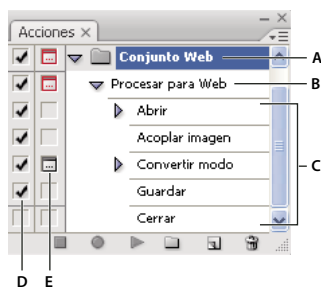 Acciones ×
Conjunto Web
A
Procesar para Web
B
Abrir
Acoplar imagen
Convertir modo
C
Guardar
Cerrar
D E